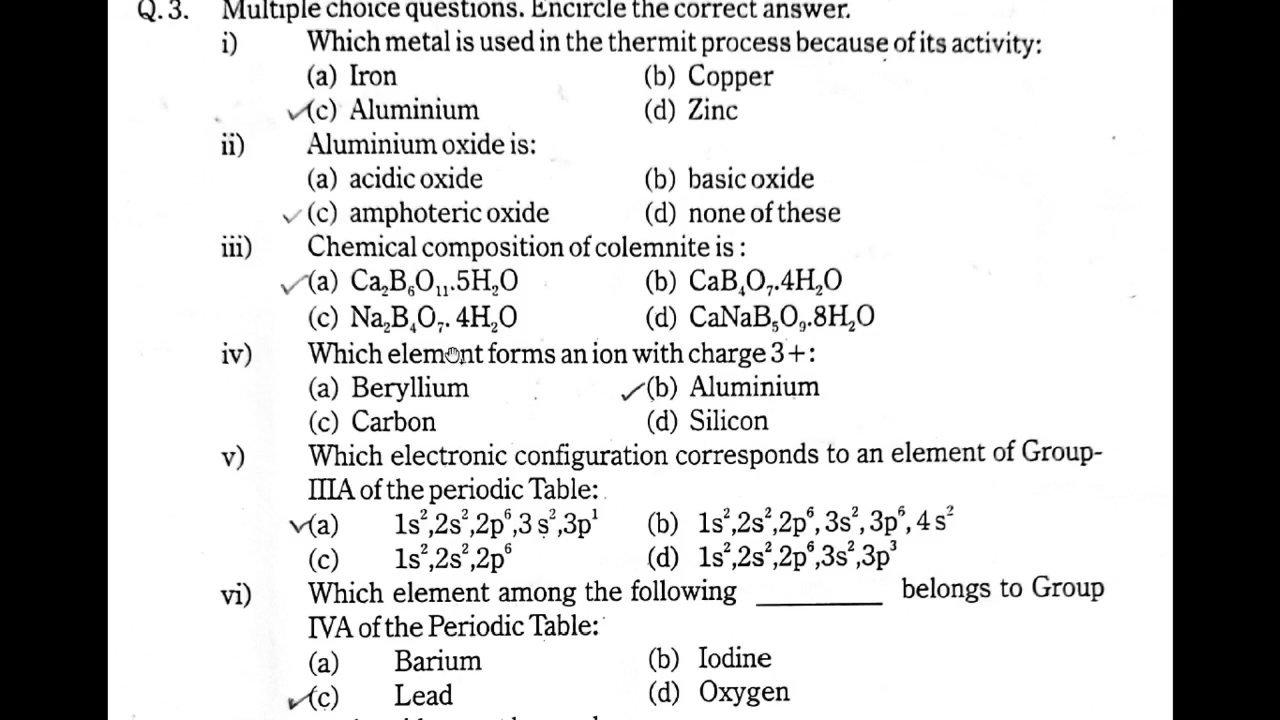 Q.3. Multiple choice questions. Encircle the correct answer.
i) Which metal is used in the thermit process because of its activity:
(a) Iron (b) Copper
✓(c) Aluminium (d) Zinc
ii) Aluminium oxide is:
(a) acidic oxide (b) basic oxide
✓(c) amphoteric oxide (d) none of these
iii) Chemical composition of colemnite is :
✓(a) Ca₂B₆O₁₁.5H₂O (b) CaB₄O₇.4H₂O
(c) Na₂B₄O₇. 4H₂O (d) CaNaB₅O₉.8H₂O
iv) Which element forms an ion with charge 3+:
(a) Beryllium ✓(b) Aluminium
(c) Carbon (d) Silicon
v) Which electronic configuration corresponds to an element of Group-
IIIA of the periodic Table:
✓(a) 1s²,2s²,2p⁶,3 s²,3p¹ (b) 1s²,2s²,2p⁶, 3s², 3p⁶, 4 s²
(c) 1s²,2s²,2p⁶ (d) 1s²,2s²,2p⁶,3s²,3p³
vi) Which element among the following ________ belongs to Group
IVA of the Periodic Table:
(a) Barium (b) Iodine
✓(c) Lead (d) Oxygen